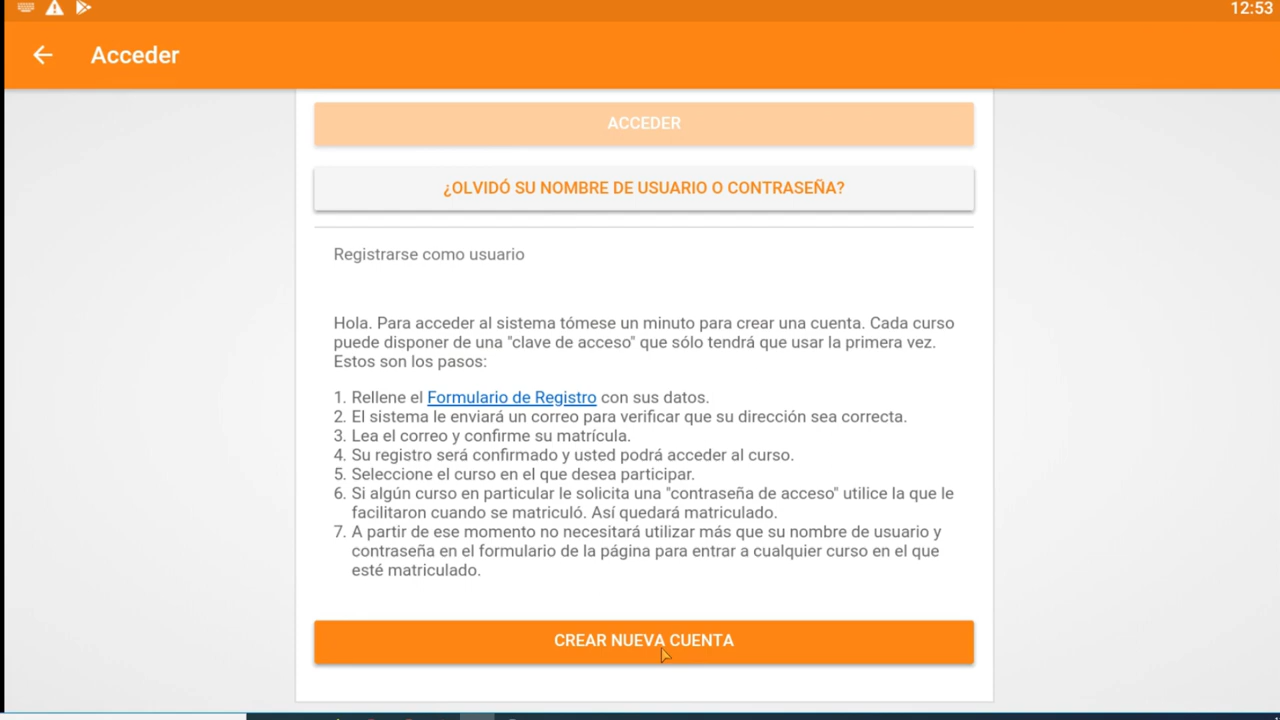 12:53
Acceder
ACCEDER
¿OLVIDÓ SU NOMBRE DE USUARIO O CONTRASEÑA?
Registrarse como usuario
Hola. Para acceder al sistema tómese un minuto para crear una cuenta. Cada curso
puede disponer de una "clave de acceso" que sólo tendrá que usar la primera vez.
Estos son los pasos:
1. Rellene el Formulario de Registro con sus datos.
2. El sistema le enviará un correo para verificar que su dirección sea correcta.
3. Lea el correo y confirme su matrícula.
4. Su registro será confirmado y usted podrá acceder al curso.
5. Seleccione el curso en el que desea participar.
6. Si algún curso en particular le solicita una "contraseña de acceso" utilice la que le
facilitaron cuando se matriculó. Así quedará matriculado.
7. A partir de ese momento no necesitará utilizar más que su nombre de usuario y
contraseña en el formulario de la página para entrar a cualquier curso en el que
esté matriculado.
CREAR NUEVA CUENTA